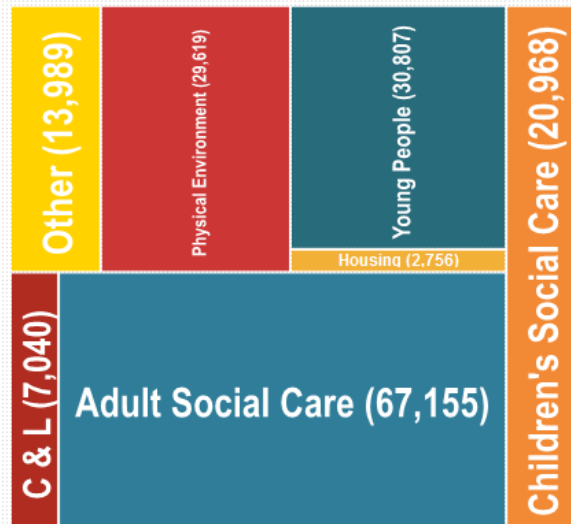 Other (13,989)
Physical Environment (29,619)
Young People (30,807)
Housing (2,756)
Children's Social Care (20,968)
C & L (7,040)
Adult Social Care (67,155)